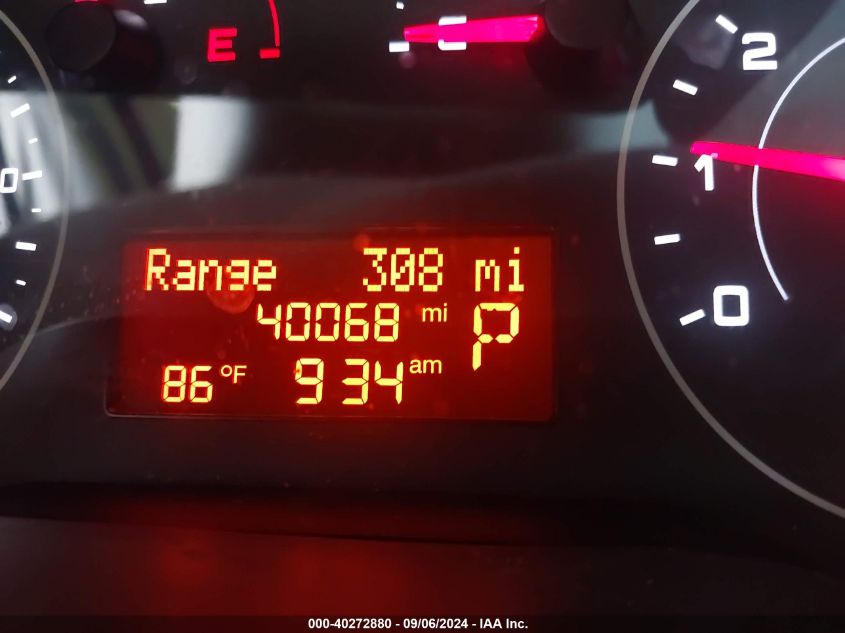 E C 2
1
0
0
Range 308 mi
40068 mi P
86 °F 9 34 am
000-40272880 - 09/06/2024 - IAA Inc.